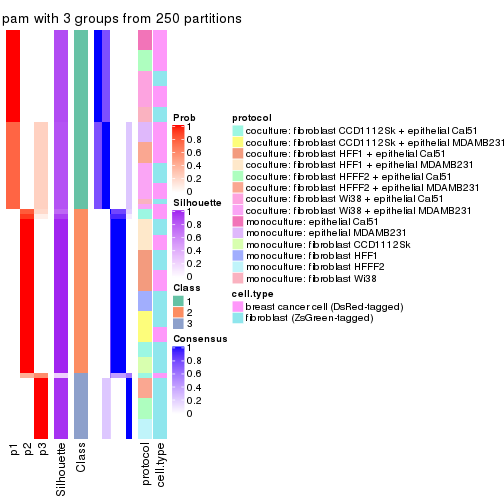 pam with 3 groups from 250 partitions
p1
p2
p3
Silhouette
Class
protocol
cell.type
Prob
1
0.8
0.6
0.4
0.2
0
Silhouette
1
0.8
0.6
0.4
0.2
0
Class
1
2
3
Consensus
1
0.8
0.6
0.4
0.2
0
protocol
coculture: fibroblast CCD1112Sk + epithelial Cal51
coculture: fibroblast CCD1112Sk + epithelial MDAMB231
coculture: fibroblast HFF1 + epithelial Cal51
coculture: fibroblast HFF1 + epithelial MDAMB231
coculture: fibroblast HFFF2 + epithelial Cal51
coculture: fibroblast HFFF2 + epithelial MDAMB231
coculture: fibroblast Wi38 + epithelial Cal51
coculture: fibroblast Wi38 + epithelial MDAMB231
monoculture: epithelial Cal51
monoculture: epithelial MDAMB231
monoculture: fibroblast CCD1112Sk
monoculture: fibroblast HFF1
monoculture: fibroblast HFFF2
monoculture: fibroblast Wi38
cell.type
breast cancer cell (DsRed-tagged)
fibroblast (ZsGreen-tagged)